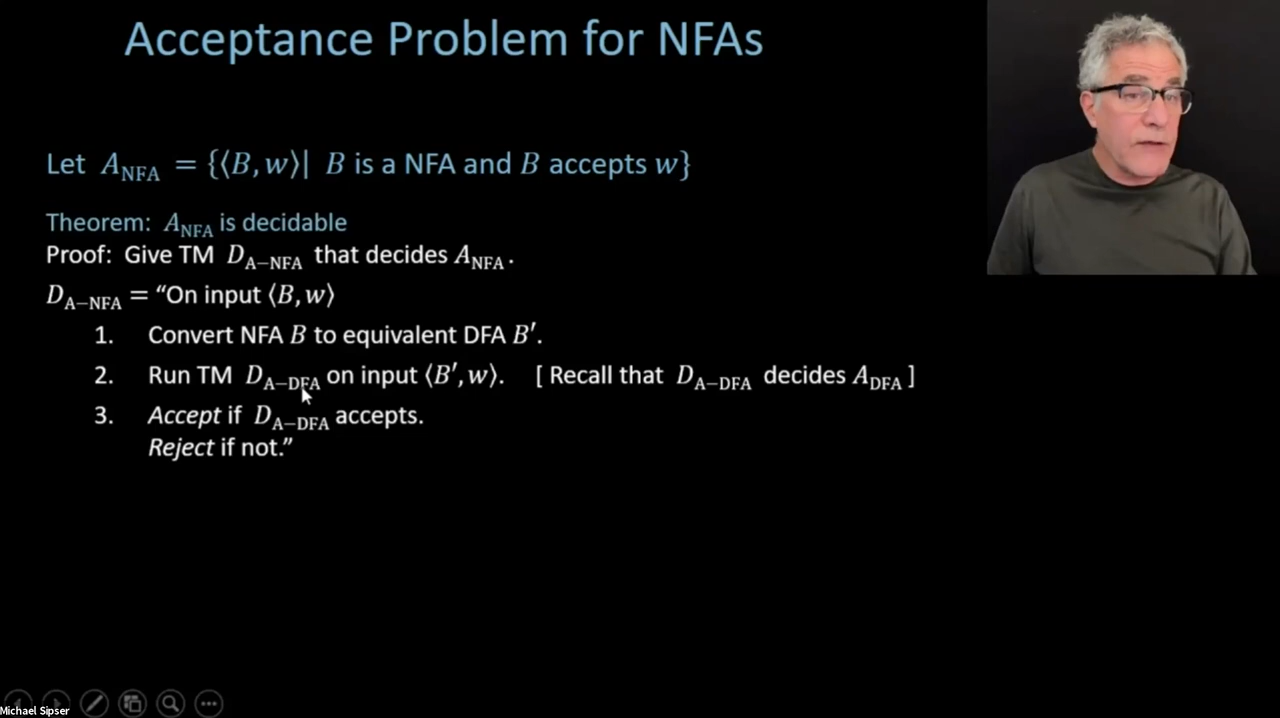 Acceptance Problem for NFAs
Let A_NFA = {⟨B, w⟩| B is a NFA and B accepts w}
Theorem: A_NFA is decidable
Proof: Give TM D_A−NFA that decides A_NFA .
D_A−NFA = “On input ⟨B, w⟩
1. Convert NFA B to equivalent DFA B′.
2. Run TM D_A−DFA on input ⟨B′, w⟩. [ Recall that D_A−DFA decides A_DFA ]
3. Accept if D_A−DFA accepts.
Reject if not.”
Michael Sipser